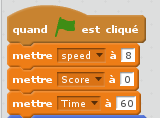 quand est cliqué
mettre speed à 8
mettre Score à 0
mettre Time à 60